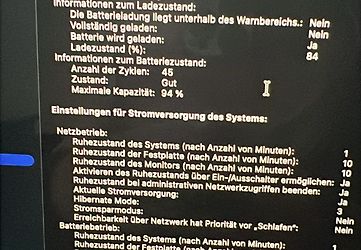 Informationen zum Ladezustand:
Die Batterieladung liegt unterhalb des Warnbereichs.: Nein
Vollständig geladen: Nein
Batterie wird geladen: Ja
Ladezustand (%): 84
Informationen zum Batteriezustand:
Anzahl der Zyklen: 45
Zustand: Gut
Maximale Kapazität: 94 %
Einstellungen für Stromversorgung des Systems:
Netzbetrieb:
Ruhezustand des Systems (nach Anzahl von Minuten): 1
Ruhezustand der Festplatte (nach Anzahl von Minuten): 10
Ruhezustand des Monitors (nach Anzahl von Minuten): 10
Aktivieren des Ruhezustands über Ein-/Ausschalter ermöglichen: Ja
Ruhezustand bei administrativen Netzwerkzugriffen beenden: Ja
Aktuelle Stromversorgung: Ja
Hibernate Mode: 3
Stromsparmodus: Nein
Erreichbarkeit über Netzwerk hat Priorität vor „Schlafen“: Nein
Batteriebetrieb:
Ruhezustand des Systems (nach Anzahl von Minuten): 1
Ruhezustand der Festplatte (nach Anzahl von Minuten):